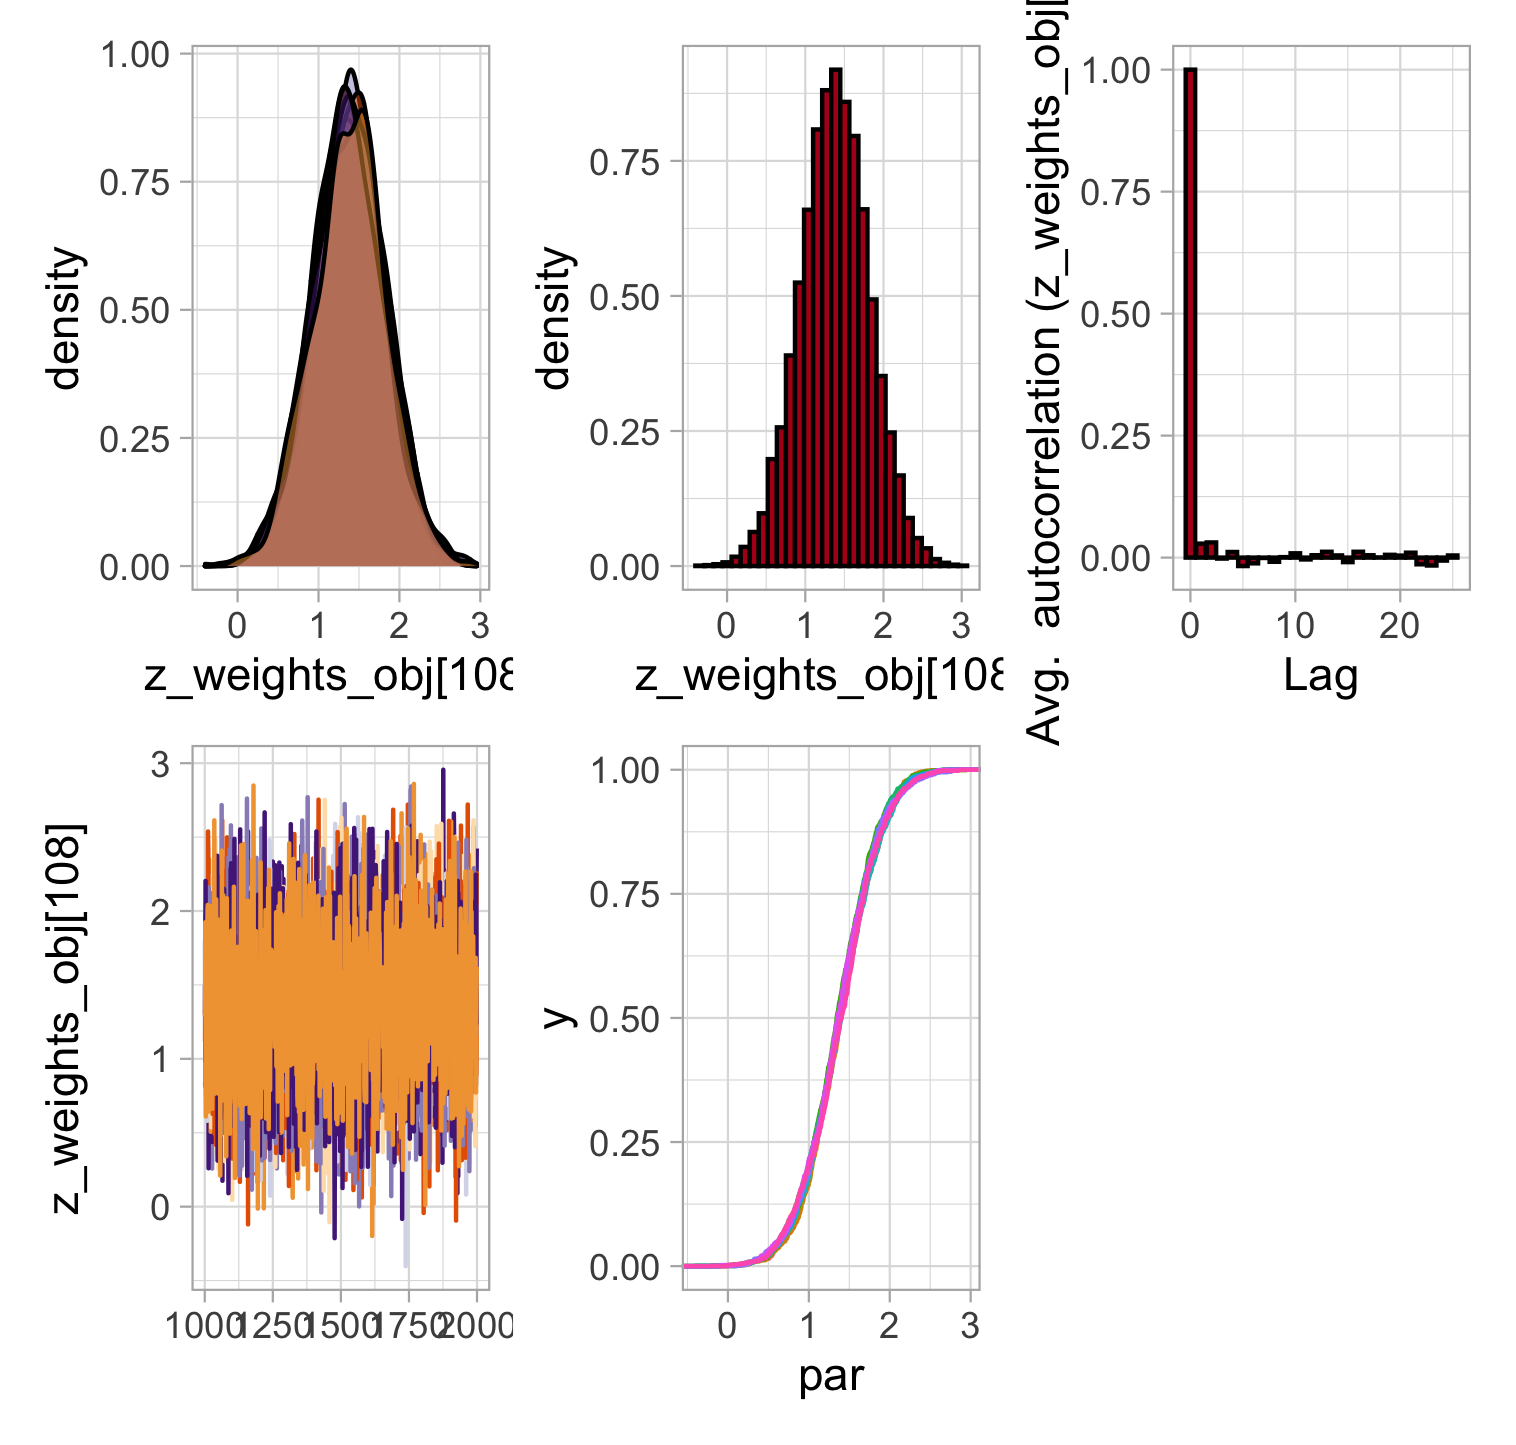 1.00
0.75
0.50
0.25
0.00
density
0 1 2 3
z_weights_obj[108
0.75
0.50
0.25
0.00
density
0 1 2 3
z_weights_obj[108
Avg. autocorrelation (z_weights_obj[
1.00
0.75
0.50
0.25
0.00
0 10 20
Lag
3
2
1
0
z_weights_obj[108]
1000 1250 1500 1750 2000
1.00
0.75
0.50
0.25
0.00
y
0 1 2 3
par